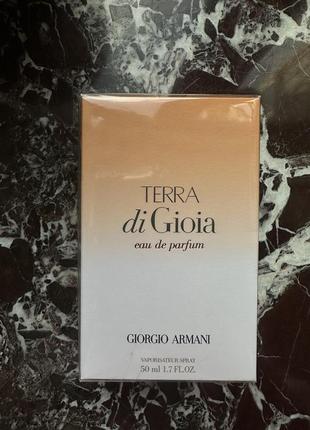 TERRA
di Gioia
eau de parfum
GIORGIO ARMANI
VAPORISATEUR SPRAY
50 ml 1.7 FL.OZ.